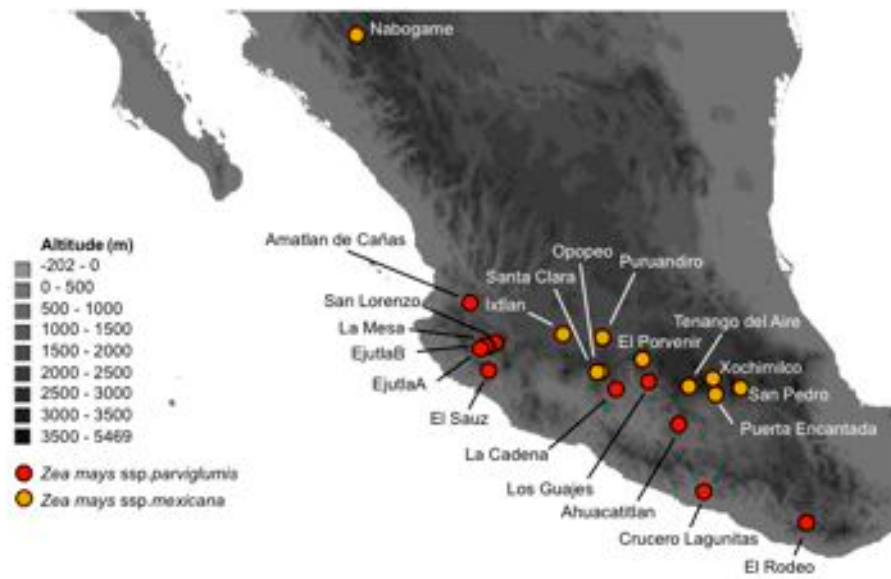 Nabogame
Amatlan de Cañas
Opopeo
Puruandiro
Santa Clara
San Lorenzo
Ixtlan
Tenango del Aire
La Mesa
El Porvenir
Xochimilco
EjutlaB
EjutlaA
San Pedro
El Sauz
Puerta Encantada
La Cadena
Los Guajes
Ahuacatitlan
Crucero Lagunitas
El Rodeo
Altitude (m)
-202 - 0
0 - 500
500 - 1000
1000 - 1500
1500 - 2000
2000 - 2500
2500 - 3000
3000 - 3500
3500 - 5469
Zea mays ssp.parviglumis
Zea mays ssp.mexicana